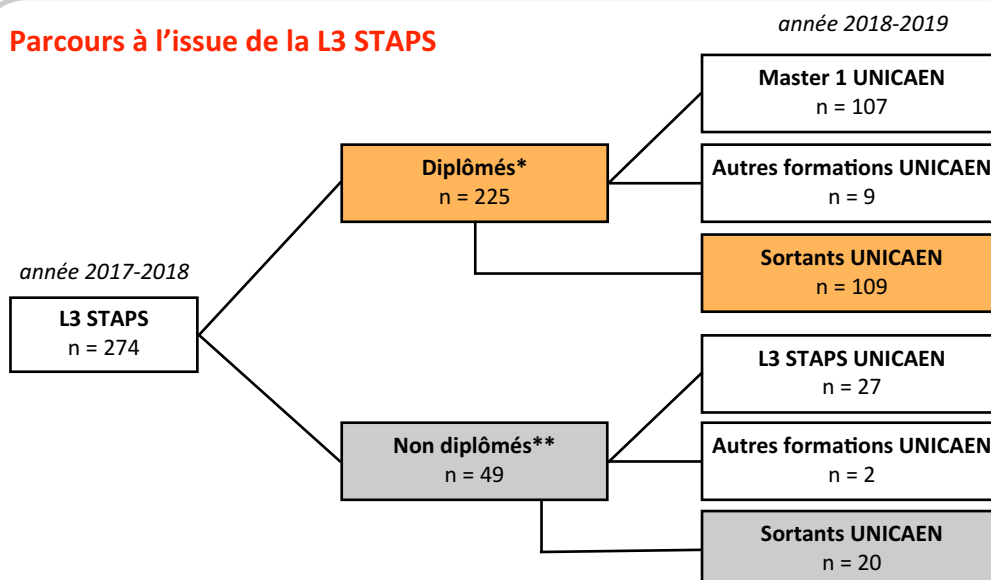 Parcours à l’issue de la L3 STAPS
année 2018-2019
Master 1 UNICAEN
n = 107
Diplômés*
n = 225
Autres formations UNICAEN
n = 9
Sortants UNICAEN
n = 109
année 2017-2018
L3 STAPS
n = 274
L3 STAPS UNICAEN
n = 27
Non diplômés**
n = 49
Autres formations UNICAEN
n = 2
Sortants UNICAEN
n = 20